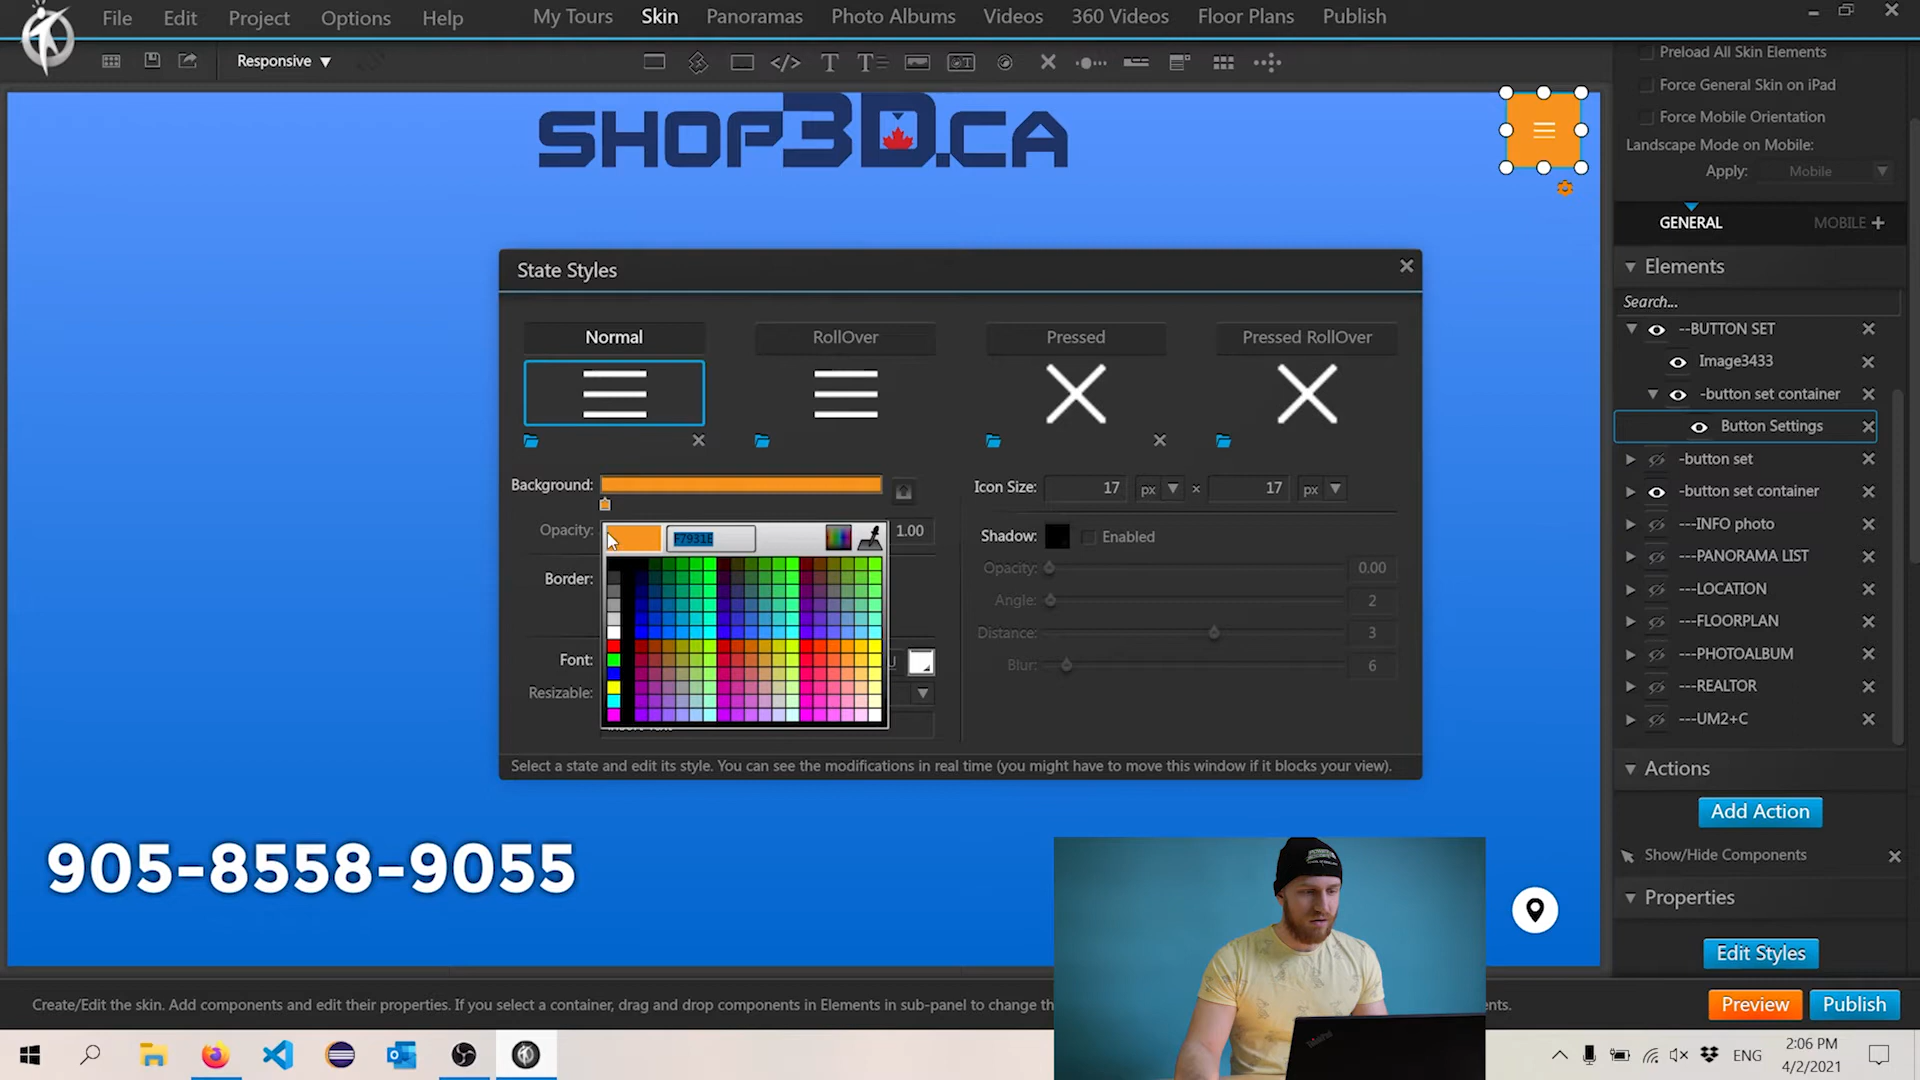 File Edit Project Options Help My Tours Skin Panoramas Photo Albums Videos 360 Videos Floor Plans Publish
Responsive ▼
Preload All Skin Elements
Force General Skin on iPad
Force Mobile Orientation
Landscape Mode on Mobile:
Apply: Mobile
GENERAL MOBILE +
SHOP3D.CA
Elements
Search...
--BUTTON SET
Image3433
-button set container
Button Settings
-button set
-button set container
---INFO photo
---PANORAMA LIST
---LOCATION
---FLOORPLAN
---PHOTOALBUM
---REALTOR
---UM2+C
Actions
Add Action
Show/Hide Components
Properties
Edit Styles
State Styles
Normal RollOver Pressed Pressed RollOver
Background:
Opacity: 1.00
F7931E
Border:
Font:
Resizable:
Icon Size: 17 px × 17 px
Shadow: Enabled
Opacity: 0.00
Angle: 2
Distance: 3
Blur: 6
Select a state and edit its style. You can see the modifications in real time (you might have to move this window if it blocks your view).
905-8558-9055
Create/Edit the skin. Add components and edit their properties. If you select a container, drag and drop components in Elements in sub-panel to change th
Preview Publish
ThinkPad
ENG
2:06 PM
4/2/2021